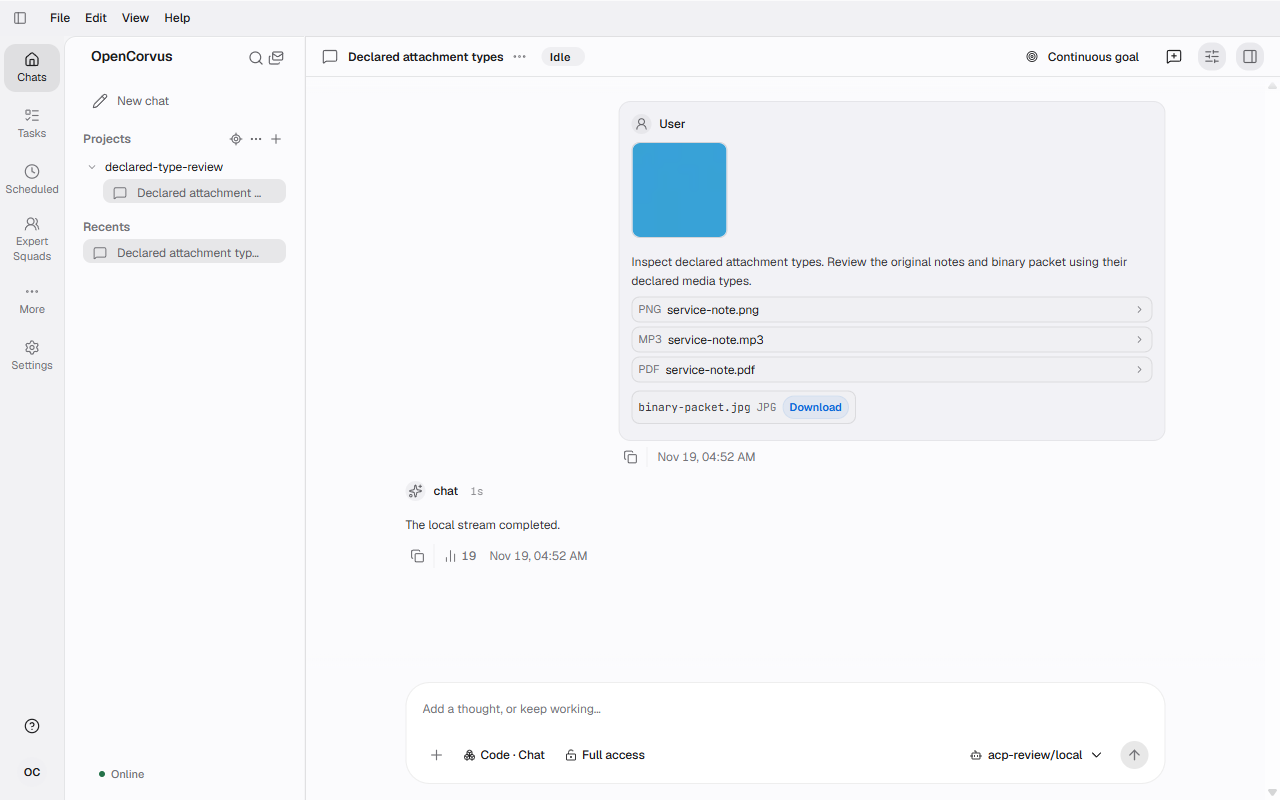 File Edit View Help
OpenCorvus
Declared attachment types ··· Idle
Continuous goal
Chats
Tasks
Scheduled
Expert
Squads
More
Settings
OC
New chat
Projects
declared-type-review
Declared attachment ...
Recents
Declared attachment typ...
Online
User
Inspect declared attachment types. Review the original notes and binary packet using their
declared media types.
PNG service-note.png
MP3 service-note.mp3
PDF service-note.pdf
binary-packet.jpg JPG Download
Nov 19, 04:52 AM
chat 1s
The local stream completed.
19 Nov 19, 04:52 AM
Add a thought, or keep working...
Code · Chat Full access acp-review/local